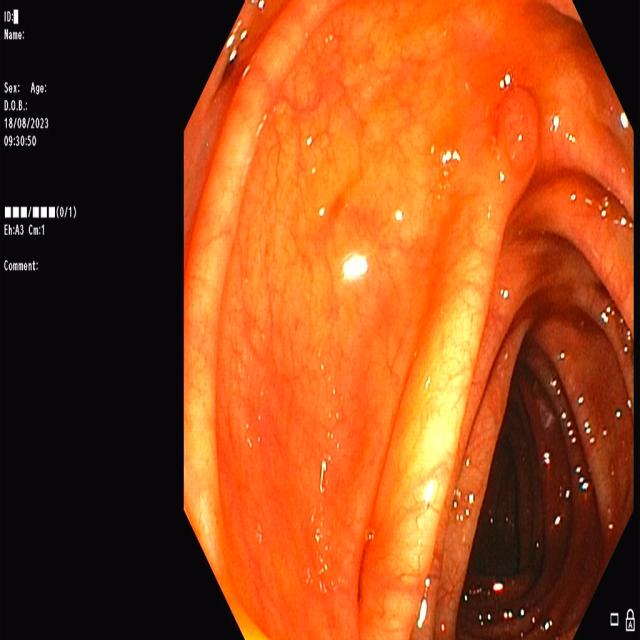 ID:
Name:
Sex: Age:
D.O.B.:
18/08/2023
09:30:50
■■■/■■■(0/1)
Eh:A3 Cm:1
Comment: